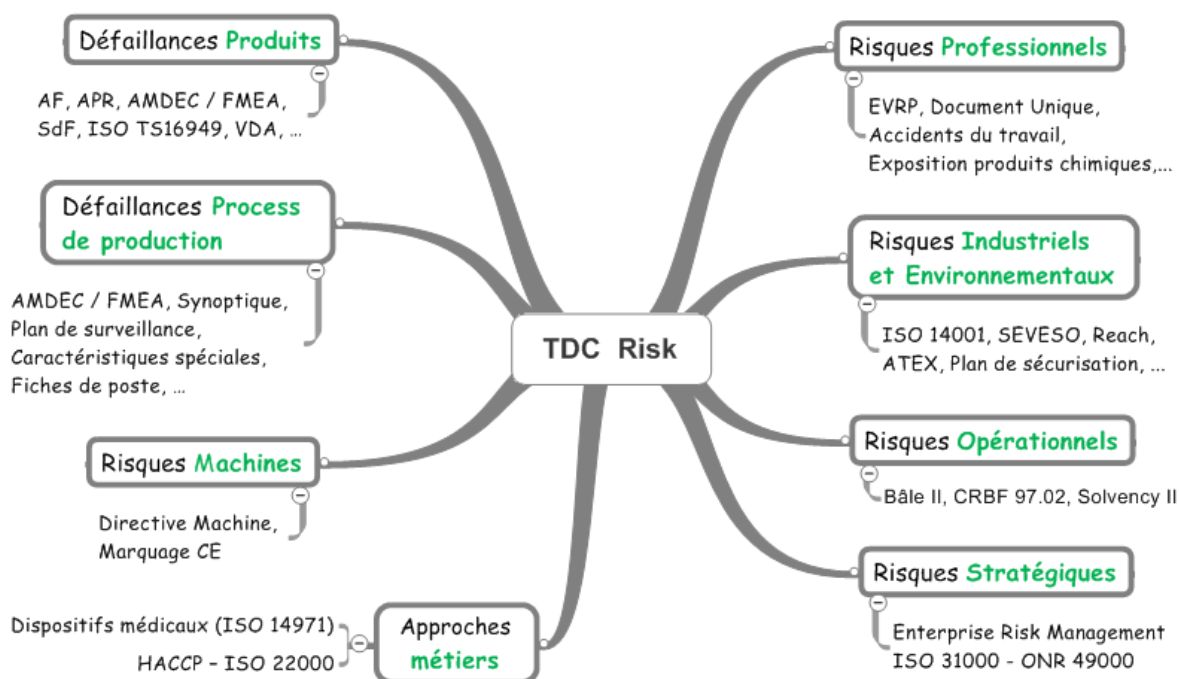 Défaillances Produits
AF, APR, AMDEC / FMEA,
SdF, ISO TS16949, VDA, ...
Défaillances Process
de production
AMDEC / FMEA, Synoptique,
Plan de surveillance,
Caractéristiques spéciales,
Fiches de poste, ...
Risques Machines
Directive Machine,
Marquage CE
Approches
métiers
Dispositifs médicaux (ISO 14971)
HACCP - ISO 22000
TDC Risk
Risques Professionnels
EVRP, Document Unique,
Accidents du travail,
Exposition produits chimiques,...
Risques Industriels
et Environnementaux
ISO 14001, SEVESO, Reach,
ATEX, Plan de sécurisation, ...
Risques Opérationnels
Bâle II, CRBF 97.02, Solvency II
Risques Stratégiques
Enterprise Risk Management
ISO 31000 - ONR 49000